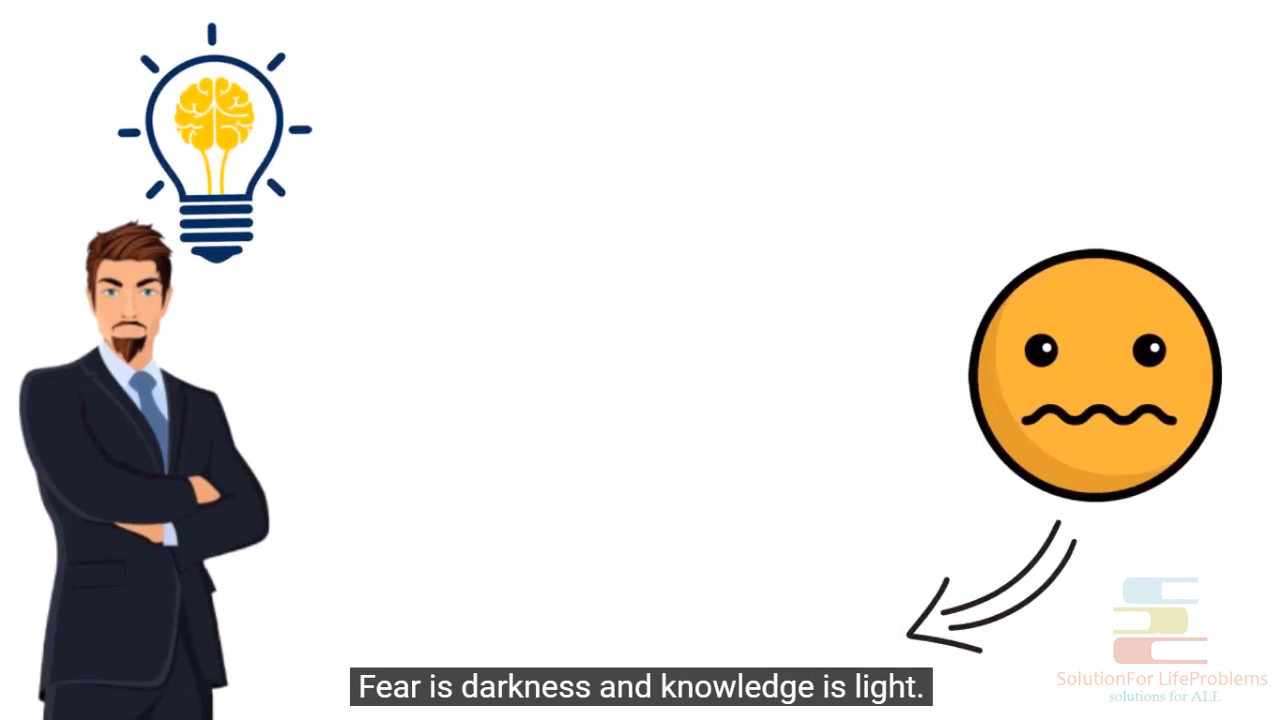 Fear is darkness and knowledge is light.
SolutionFor LifeProblems
solutions for ALL